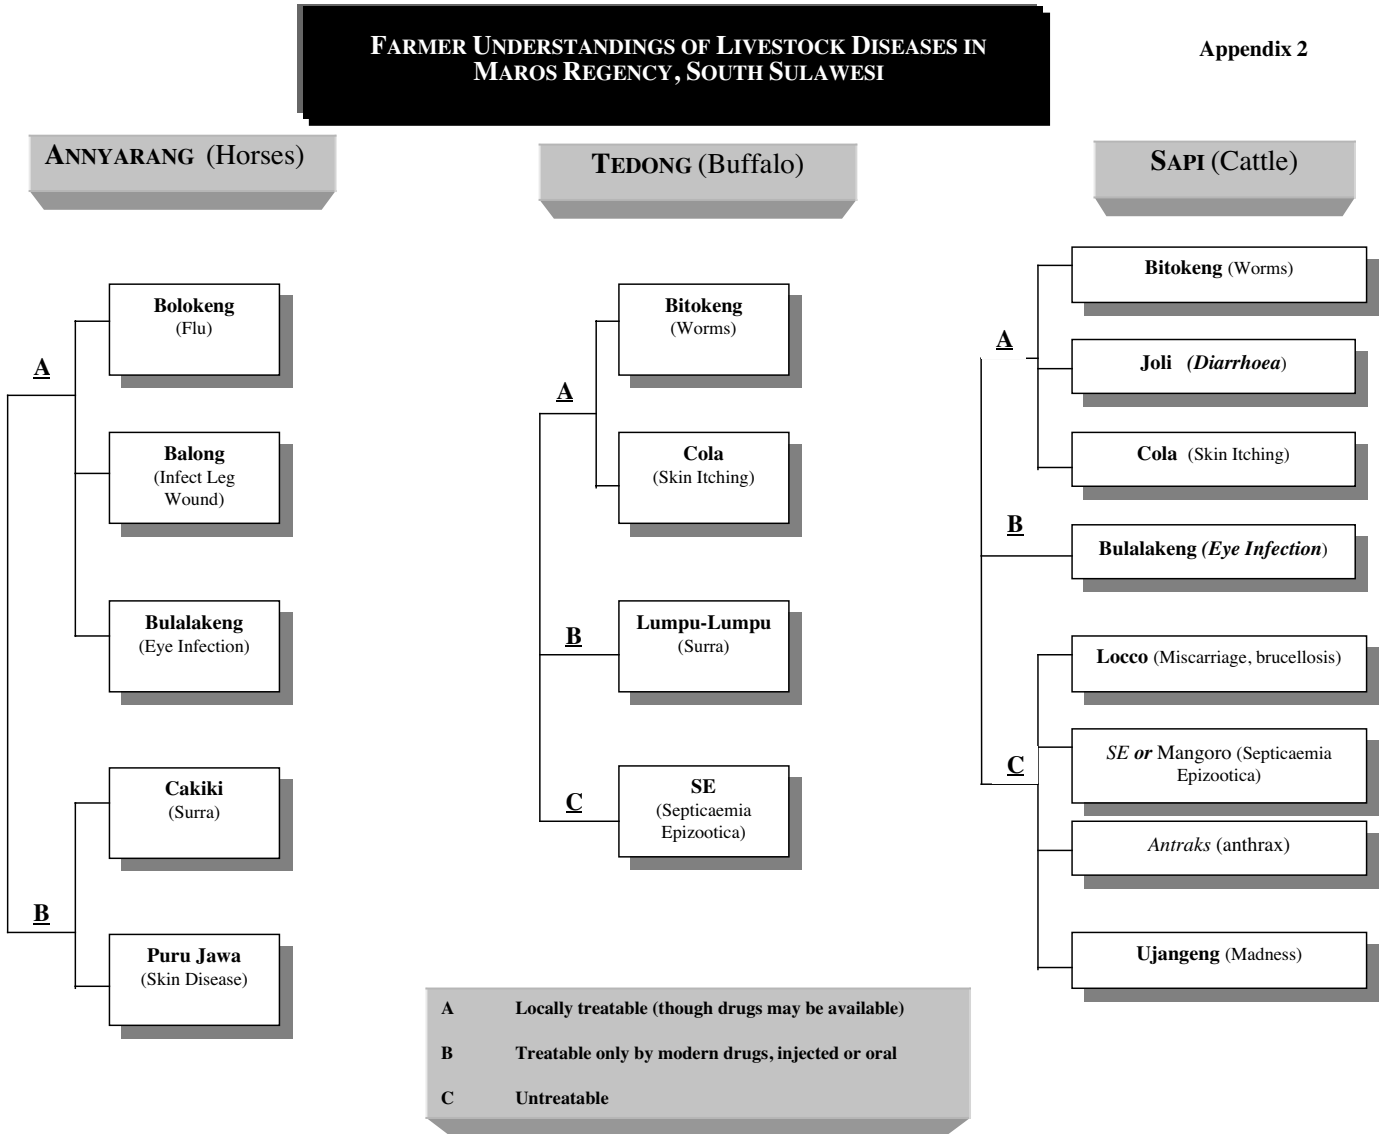 FARMER UNDERSTANDINGS OF LIVESTOCK DISEASES IN
MAROS REGENCY, SOUTH SULAWESI
Appendix 2
ANNYARANG (Horses)
A
Bolokeng
(Flu)
Balong
(Infect Leg
Wound)
Bulalakeng
(Eye Infection)
B
Cakiki
(Surra)
Puru Jawa
(Skin Disease)
TEDONG (Buffalo)
A
Bitokeng
(Worms)
Cola
(Skin Itching)
B
Lumpu-Lumpu
(Surra)
C
SE
(Septicaemia
Epizootica)
SAPI (Cattle)
A
Bitokeng (Worms)
Joli (Diarrhoea)
Cola (Skin Itching)
B
Bulalakeng (Eye Infection)
C
Locco (Miscarriage, brucellosis)
SE or Mangoro (Septicaemia
Epizootica)
Antraks (anthrax)
Ujangeng (Madness)
A Locally treatable (though drugs may be available)
B Treatable only by modern drugs, injected or oral
C Untreatable